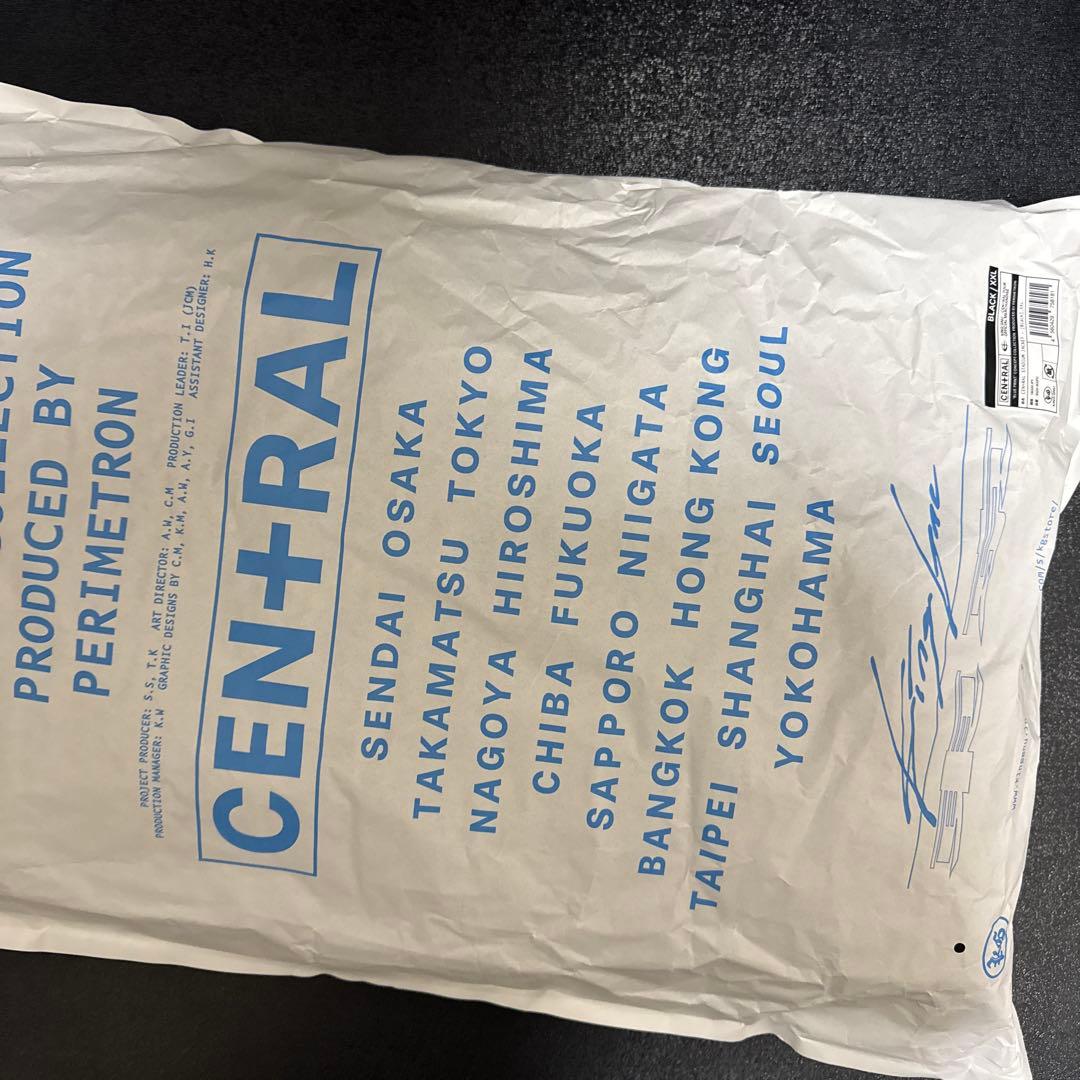 PRODUCED BY
PERIMETRON
PROJECT PRODUCER: S.S, T.K ART DIRECTOR: A.W, C.M PRODUCTION LEADER: T.I (JCM)
PRODUCTION MANAGER: K.W GRAPHIC DESIGNS BY C.M, K.M, A.W, A.Y, G.I ASSISTANT DESIGNER: H.K
CEN+RAL
SENDAI OSAKA
TAKAMATSU TOKYO
NAGOYA HIROSHIMA
CHIBA FUKUOKA
SAPPORO NIIGATA
BANGKOK HONG KONG
TAIPEI SHANGHAI SEOUL
YOKOHAMA
King Gnu
BLACK / XXL
CEN+RAL